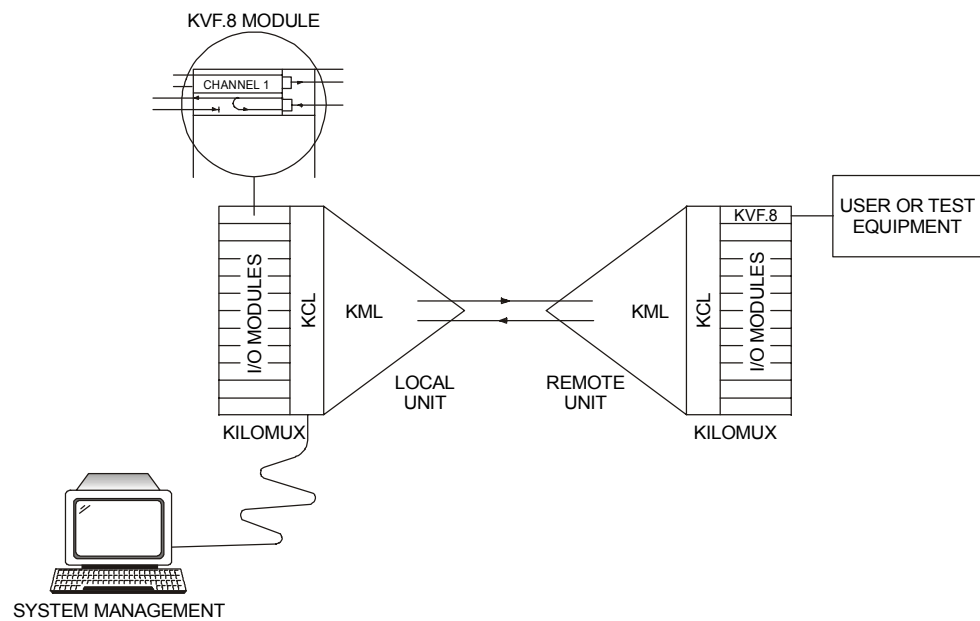 KVF.8 MODULE
CHANNEL 1
I/O MODULES
KCL
KML
LOCAL
UNIT
KILOMUX
REMOTE
UNIT
KML
KCL
KVF.8
I/O MODULES
KILOMUX
USER OR TEST
EQUIPMENT
SYSTEM MANAGEMENT